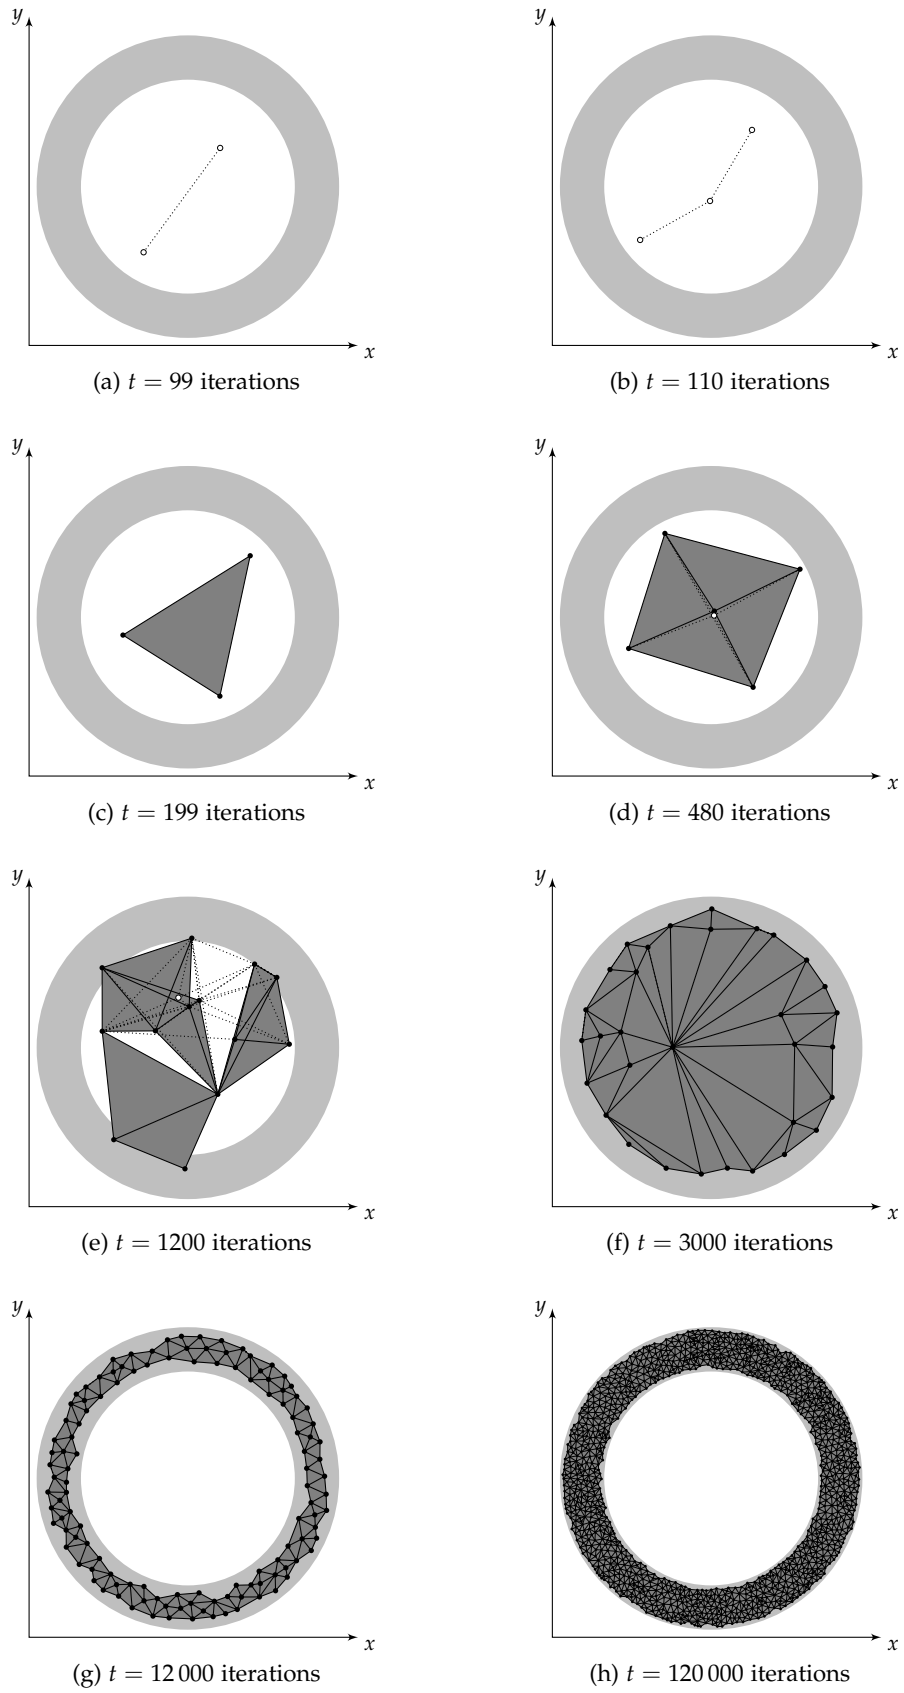 y
y
x
x
(a) t = 99 iterations
(b) t = 110 iterations
y
y
x
x
(c) t = 199 iterations
(d) t = 480 iterations
y
y
x
x
(e) t = 1200 iterations
(f) t = 3000 iterations
y
y
x
x
(g) t = 12 000 iterations
(h) t = 120 000 iterations